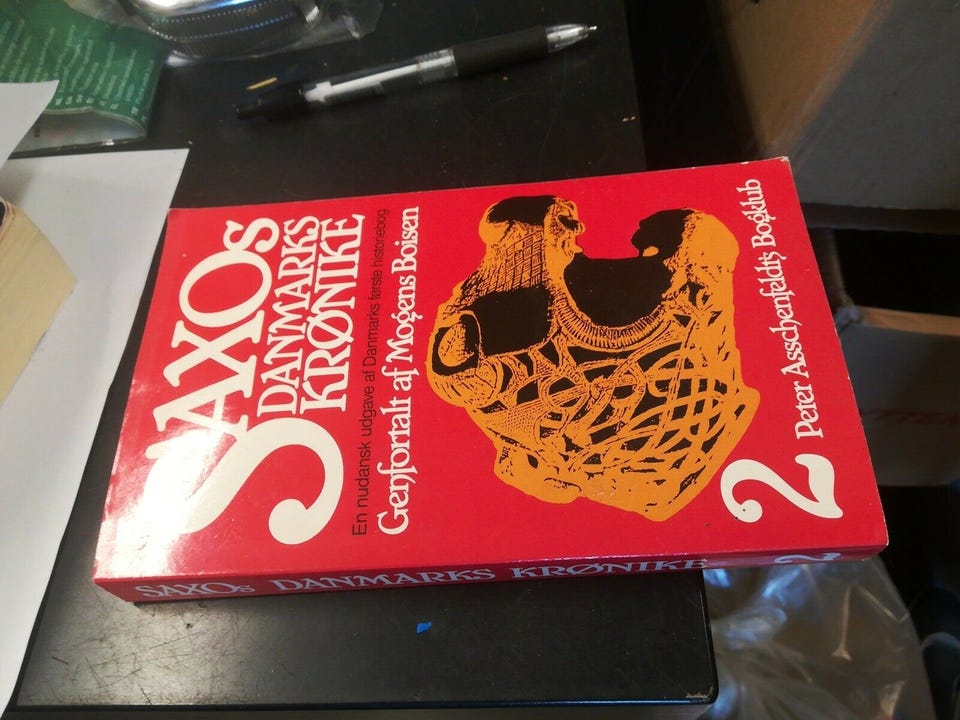 SAXOs
DANMARKS
KRØNIKE
En nudansk udgave af Danmarks første historiebog
Genfortalt af Mogens Boisen
2
Peter Asschenfeldts Bogklub
SAXOs DANMARKS KRØNIKE 2